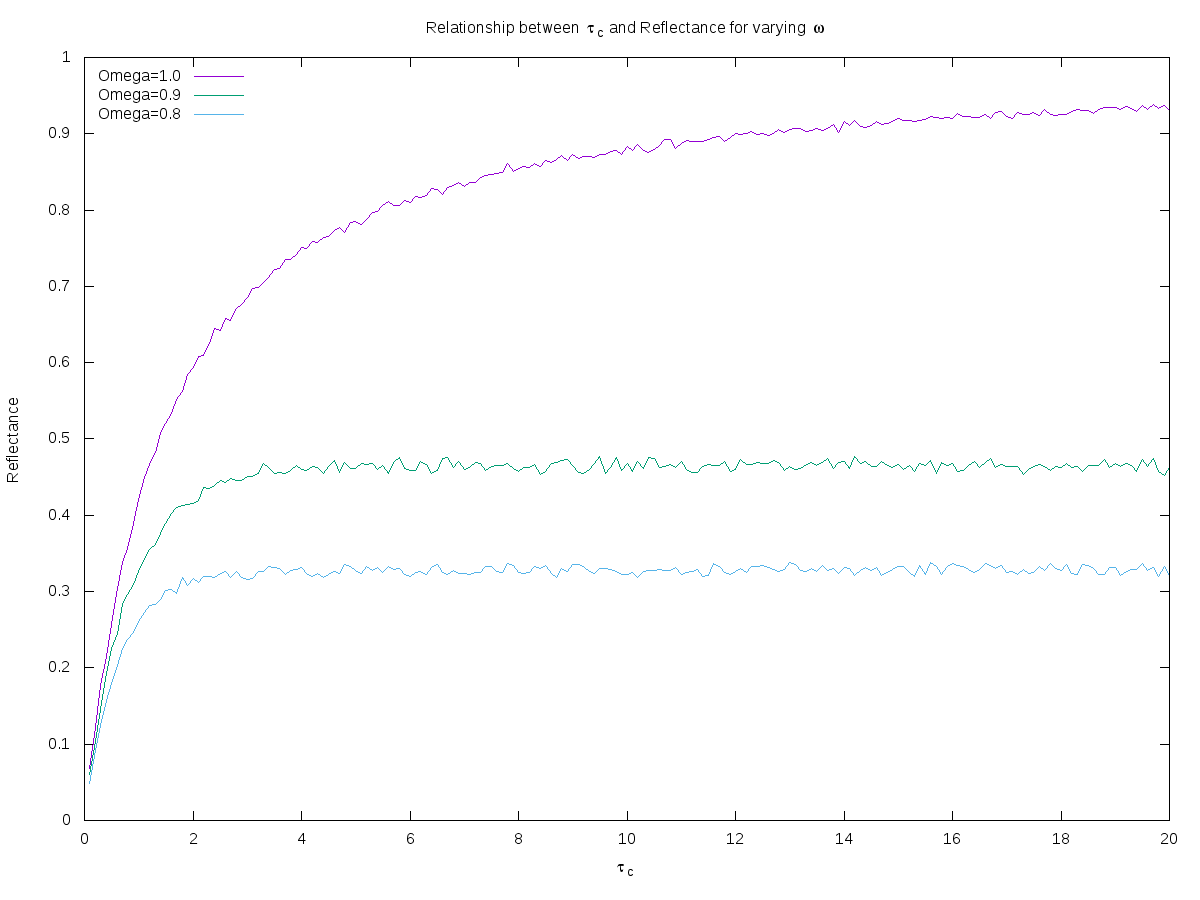 Relationship between τ c and Reflectance for varying ω
1
Omega=1.0
Omega=0.9
Omega=0.8
0.9
0.8
0.7
0.6
0.5
0.4
0.3
0.2
0.1
0
Reflectance
0 2 4 6 8 10 12 14 16 18 20
τ c